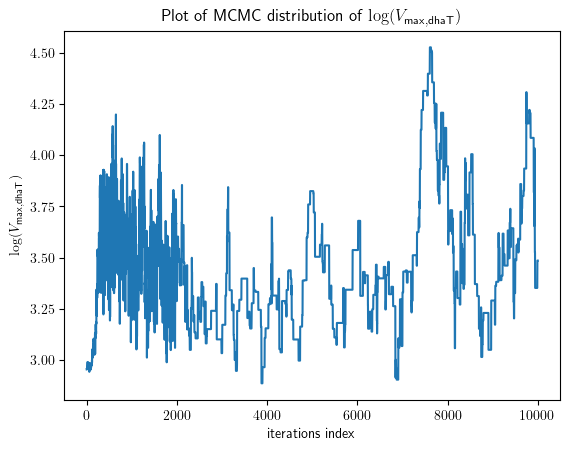 Plot of MCMC distribution of log(V_max,dhaT)
4.50
4.25
4.00
3.75
3.50
3.25
3.00
log(V_max,dhaT)
0 2000 4000 6000 8000 10000
iterations index